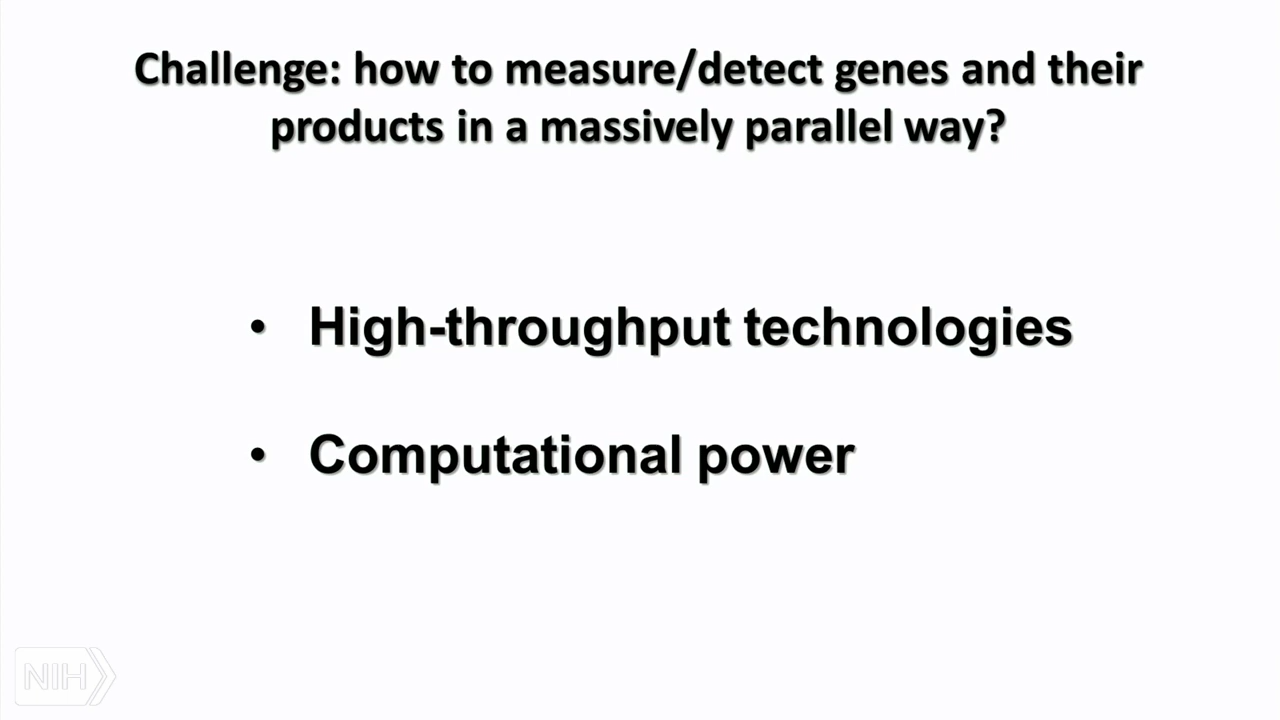 Challenge: how to measure/detect genes and their
products in a massively parallel way?
• High-throughput technologies
• Computational power
NIH